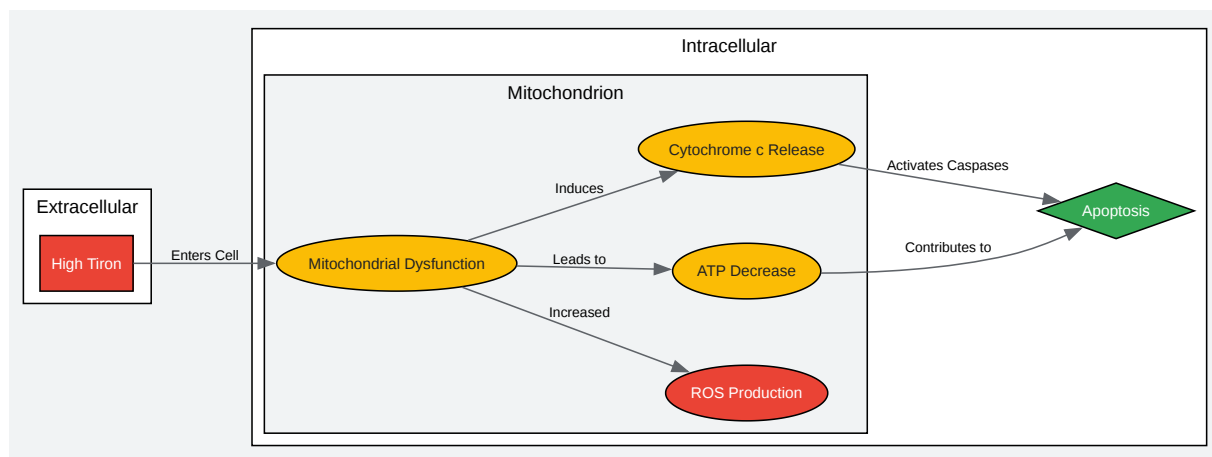 Intracellular
Mitochondrion
Cytochrome c Release
Activates Caspases
Induces
Extracellular
Apoptosis
High Tiron
Enters Cell
Mitochondrial Dysfunction
Leads to
ATP Decrease
Contributes to
Increased
ROS Production